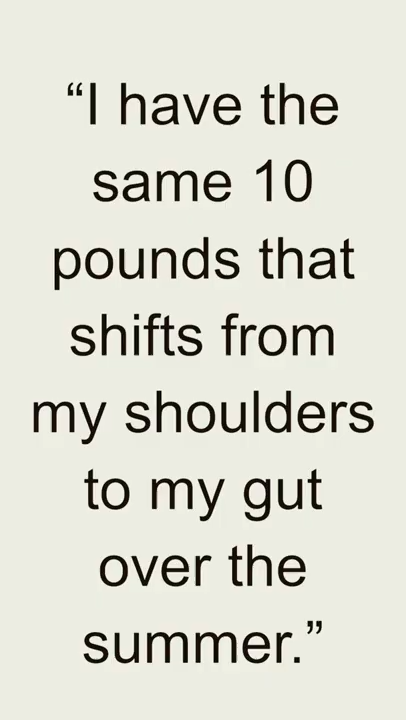 “I have the
same 10
pounds that
shifts from
my shoulders
to my gut
over the
summer.”